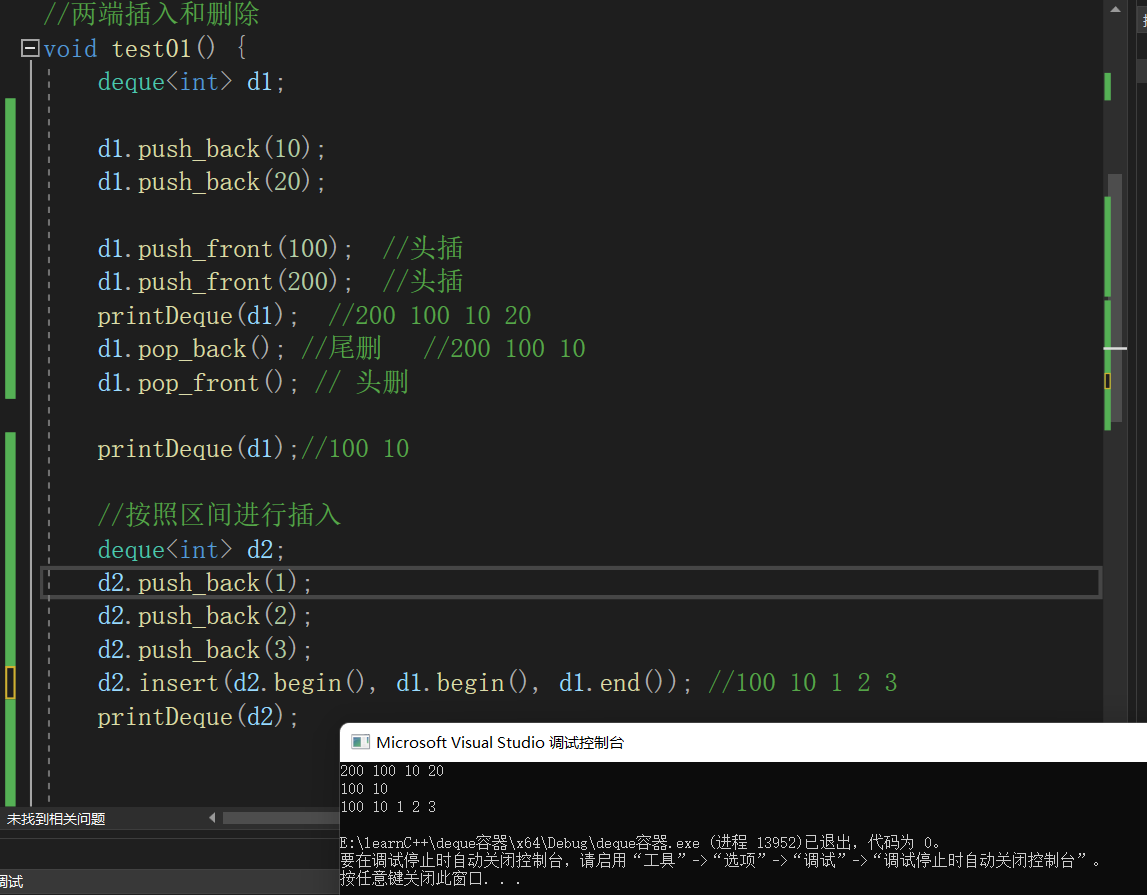 //两端插入和删除
void test01() {
deque<int> d1;
d1.push_back(10);
d1.push_back(20);
d1.push_front(100);  //头插
d1.push_front(200);  //头插
printDeque(d1);  //200 100 10 20
d1.pop_back(); //尾删   //200 100 10
d1.pop_front(); // 头删
printDeque(d1);//100 10
//按照区间进行插入
deque<int> d2;
d2.push_back(1);
d2.push_back(2);
d2.push_back(3);
d2.insert(d2.begin(), d1.begin(), d1.end()); //100 10 1 2 3
printDeque(d2);
Microsoft Visual Studio 调试控制台
200 100 10 20
100 10
100 10 1 2 3
E:\learnC++\deque容器\x64\Debug\deque容器.exe (进程 13952)已退出，代码为 0。
要在调试停止时自动关闭控制台，请启用“工具”->“选项”->“调试”->“调试停止时自动关闭控制台”。
按任意键关闭此窗口. . .
未找到相关问题
调试